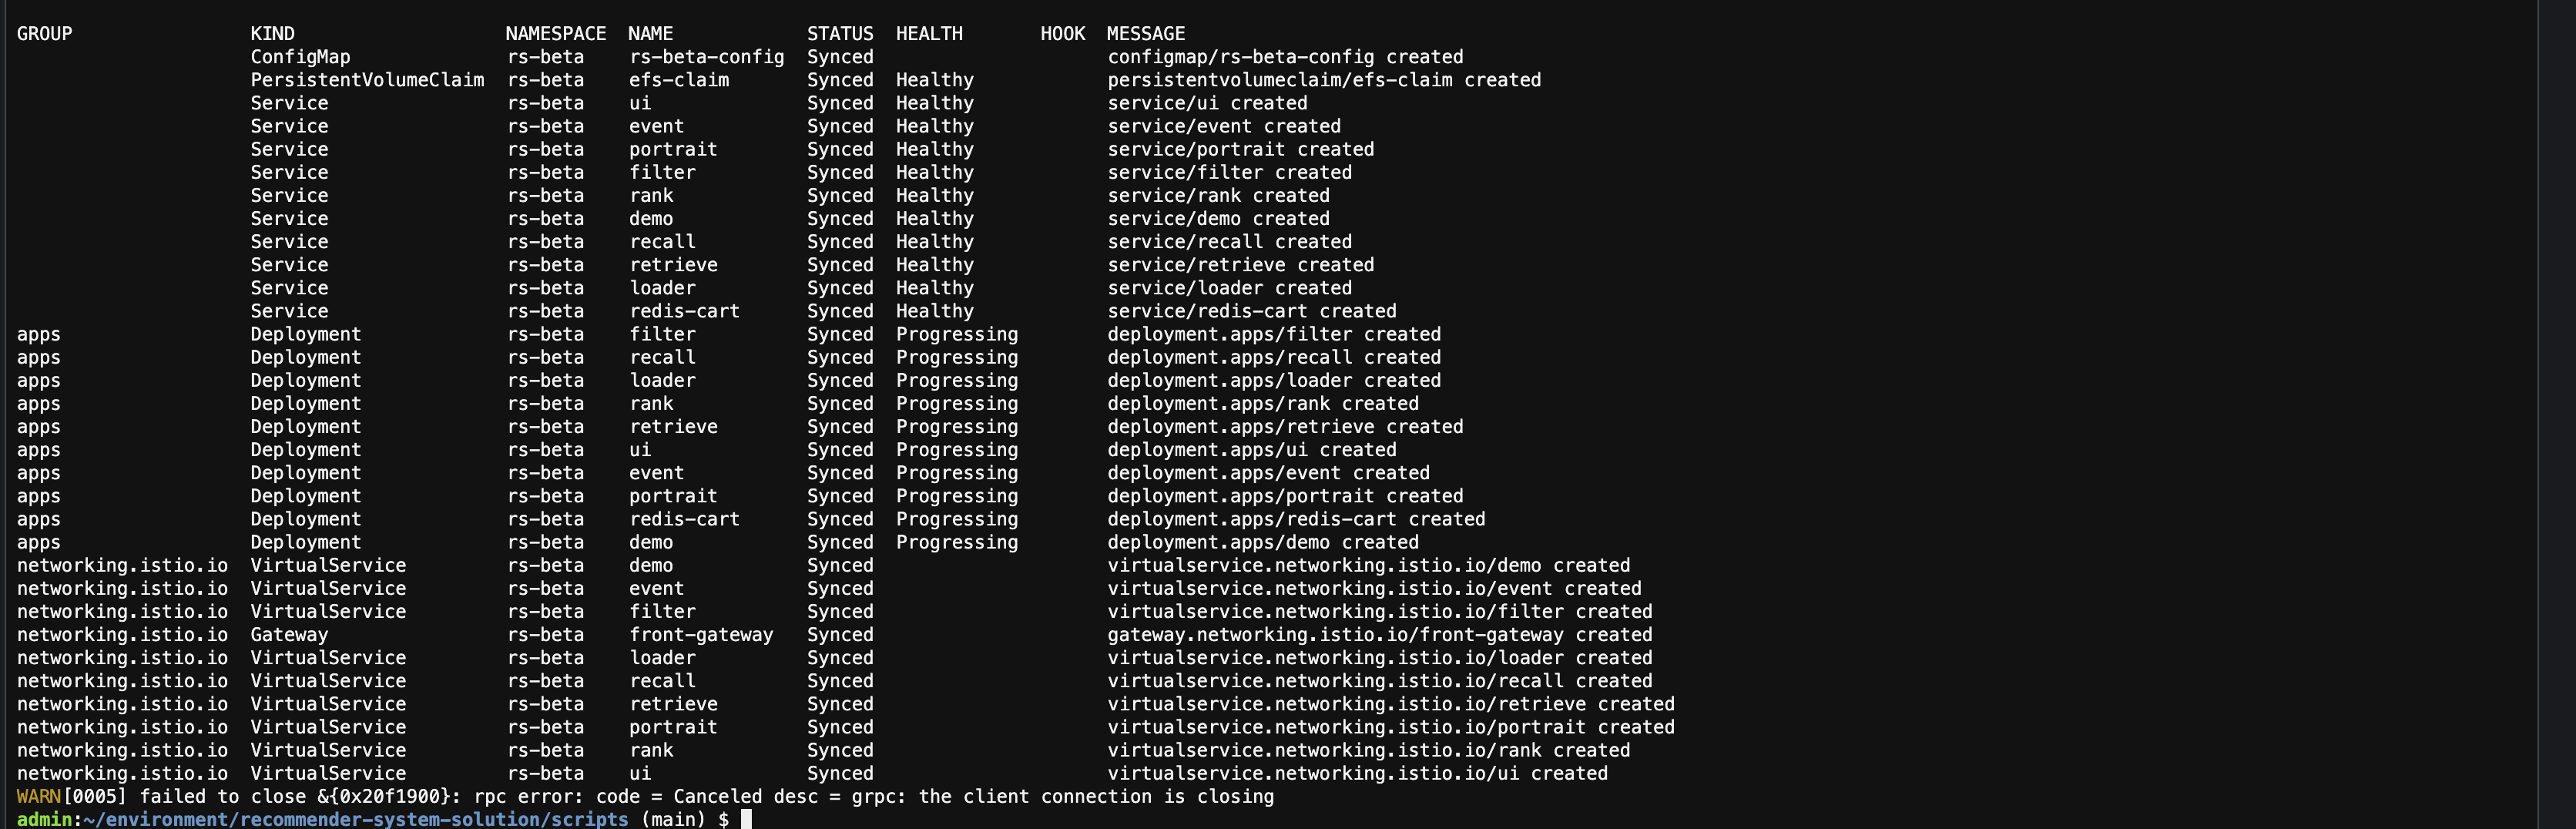 GROUP                KIND                   NAMESPACE  NAME            STATUS  HEALTH       HOOK  MESSAGE
                     ConfigMap              rs-beta    rs-beta-config  Synced                     configmap/rs-beta-config created
                     PersistentVolumeClaim  rs-beta    efs-claim       Synced  Healthy            persistentvolumeclaim/efs-claim created
                     Service                rs-beta    ui              Synced  Healthy            service/ui created
                     Service                rs-beta    event           Synced  Healthy            service/event created
                     Service                rs-beta    portrait        Synced  Healthy            service/portrait created
                     Service                rs-beta    filter          Synced  Healthy            service/filter created
                     Service                rs-beta    rank            Synced  Healthy            service/rank created
                     Service                rs-beta    demo            Synced  Healthy            service/demo created
                     Service                rs-beta    recall          Synced  Healthy            service/recall created
                     Service                rs-beta    retrieve        Synced  Healthy            service/retrieve created
                     Service                rs-beta    loader          Synced  Healthy            service/loader created
                     Service                rs-beta    redis-cart      Synced  Healthy            service/redis-cart created
apps                 Deployment             rs-beta    filter          Synced  Progressing        deployment.apps/filter created
apps                 Deployment             rs-beta    recall          Synced  Progressing        deployment.apps/recall created
apps                 Deployment             rs-beta    loader          Synced  Progressing        deployment.apps/loader created
apps                 Deployment             rs-beta    rank            Synced  Progressing        deployment.apps/rank created
apps                 Deployment             rs-beta    retrieve        Synced  Progressing        deployment.apps/retrieve created
apps                 Deployment             rs-beta    ui              Synced  Progressing        deployment.apps/ui created
apps                 Deployment             rs-beta    event           Synced  Progressing        deployment.apps/event created
apps                 Deployment             rs-beta    portrait        Synced  Progressing        deployment.apps/portrait created
apps                 Deployment             rs-beta    redis-cart      Synced  Progressing        deployment.apps/redis-cart created
apps                 Deployment             rs-beta    demo            Synced  Progressing        deployment.apps/demo created
networking.istio.io  VirtualService         rs-beta    demo            Synced                     virtualservice.networking.istio.io/demo created
networking.istio.io  VirtualService         rs-beta    event           Synced                     virtualservice.networking.istio.io/event created
networking.istio.io  VirtualService         rs-beta    filter          Synced                     virtualservice.networking.istio.io/filter created
networking.istio.io  Gateway                rs-beta    front-gateway   Synced                     gateway.networking.istio.io/front-gateway created
networking.istio.io  VirtualService         rs-beta    loader          Synced                     virtualservice.networking.istio.io/loader created
networking.istio.io  VirtualService         rs-beta    recall          Synced                     virtualservice.networking.istio.io/recall created
networking.istio.io  VirtualService         rs-beta    retrieve        Synced                     virtualservice.networking.istio.io/retrieve created
networking.istio.io  VirtualService         rs-beta    portrait        Synced                     virtualservice.networking.istio.io/portrait created
networking.istio.io  VirtualService         rs-beta    rank            Synced                     virtualservice.networking.istio.io/rank created
networking.istio.io  VirtualService         rs-beta    ui              Synced                     virtualservice.networking.istio.io/ui created
WARN[0005] failed to close &{0x20f1900}: rpc error: code = Canceled desc = grpc: the client connection is closing
admin:~/environment/recommender-system-solution/scripts (main) $